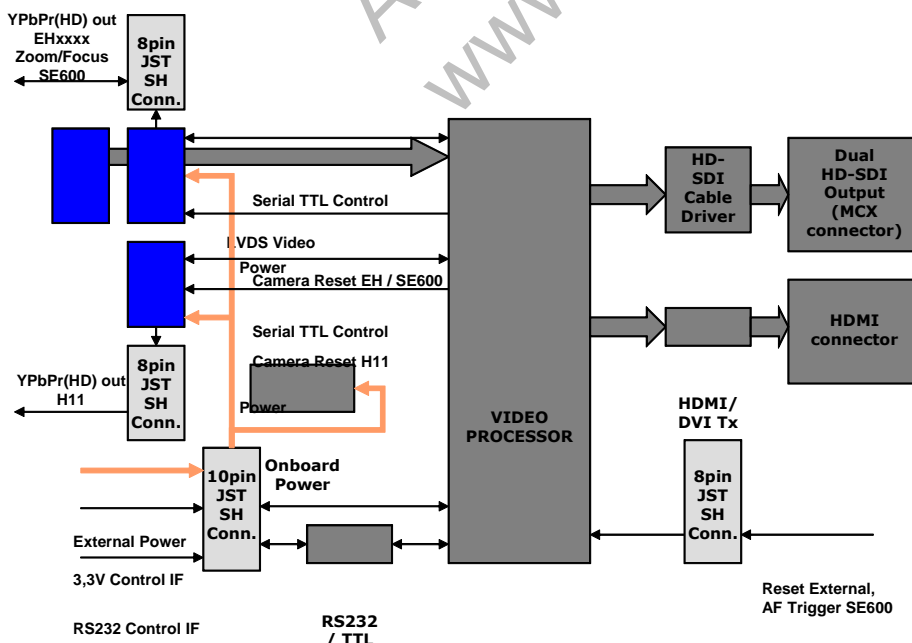 YPbPr(HD) out
EHxxxx
Zoom/Focus
SE600
8pin
JST
SH
Conn.
A
www
Serial TTL Control
LVDS Video
Power
Camera Reset EH / SE600
Serial TTL Control
Camera Reset H11
Power
YPbPr(HD) out
H11
8pin
JST
SH
Conn.
VIDEO
PROCESSOR
HD-
SDI
Cable
Driver
Dual
HD-SDI
Output
(MCX
connector)
HDMI
connector
HDMI/
DVI Tx
8pin
JST
SH
Conn.
10pin
JST
SH
Conn.
Onboard
Power
External Power
3,3V Control IF
RS232 Control IF
RS232
/ TTL
Reset External,
AF Trigger SE600